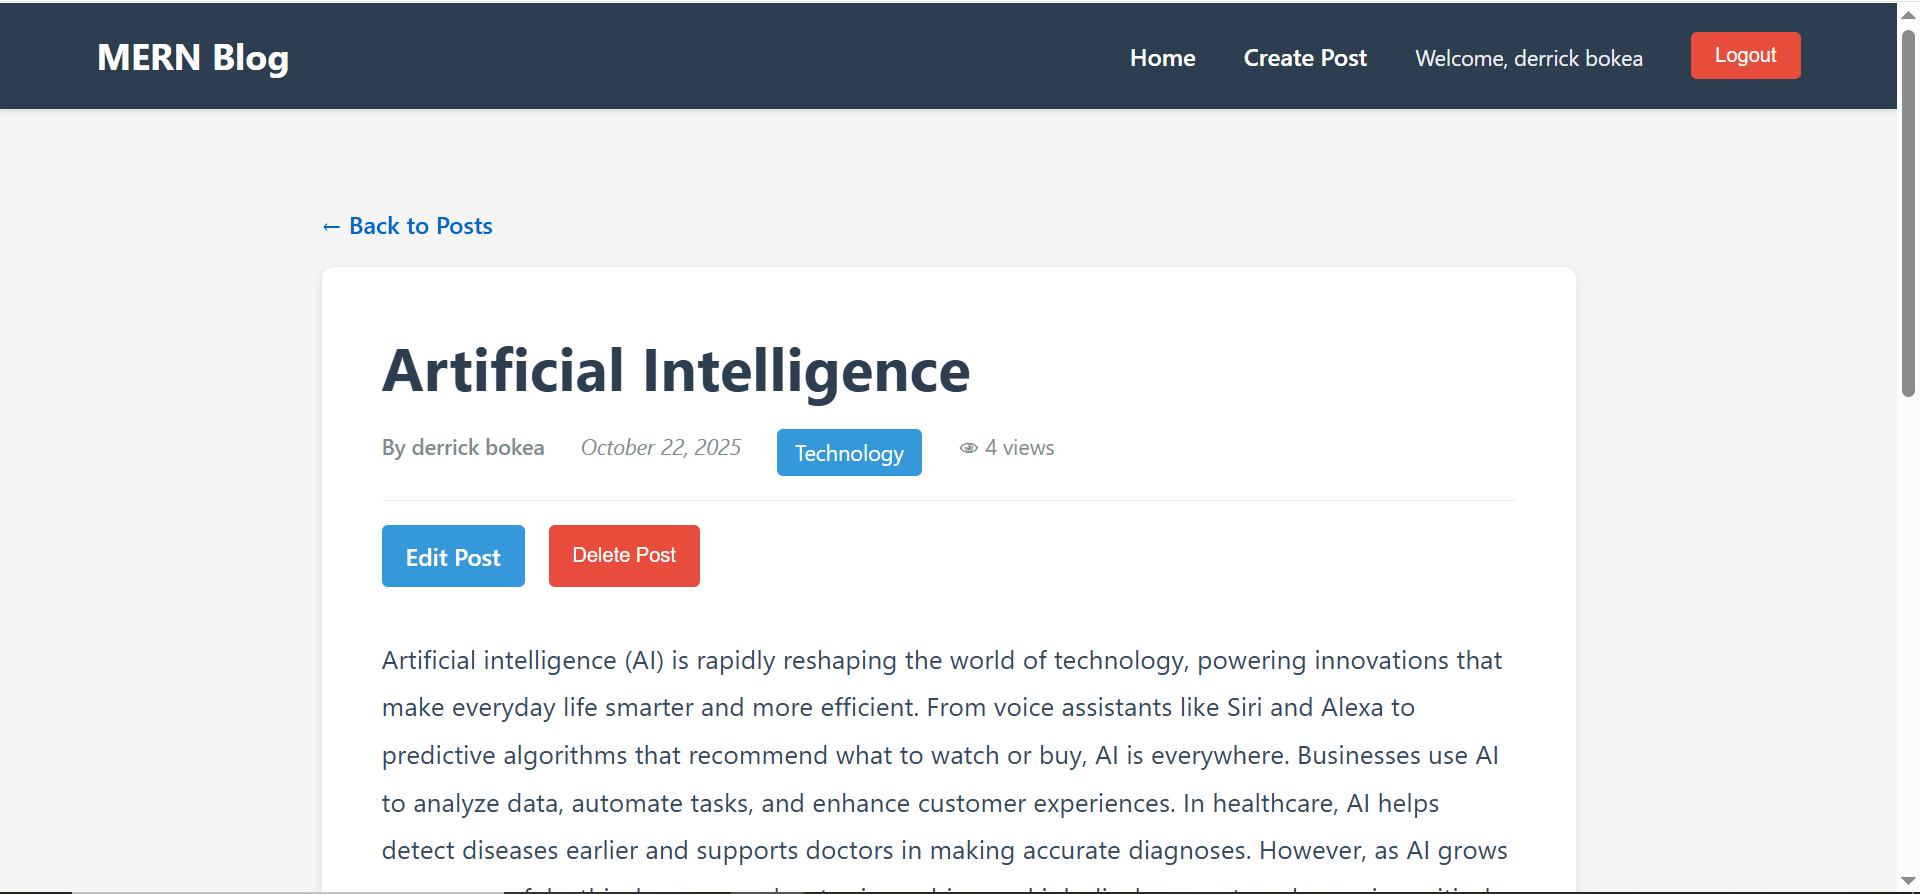 MERN Blog
Home
Create Post
Welcome, derrick bokea
Logout
← Back to Posts
Artificial Intelligence
By derrick bokea
October 22, 2025
Technology
4 views
Edit Post
Delete Post
Artificial intelligence (AI) is rapidly reshaping the world of technology, powering innovations that
make everyday life smarter and more efficient. From voice assistants like Siri and Alexa to
predictive algorithms that recommend what to watch or buy, AI is everywhere. Businesses use AI
to analyze data, automate tasks, and enhance customer experiences. In healthcare, AI helps
detect diseases earlier and supports doctors in making accurate diagnoses. However, as AI grows